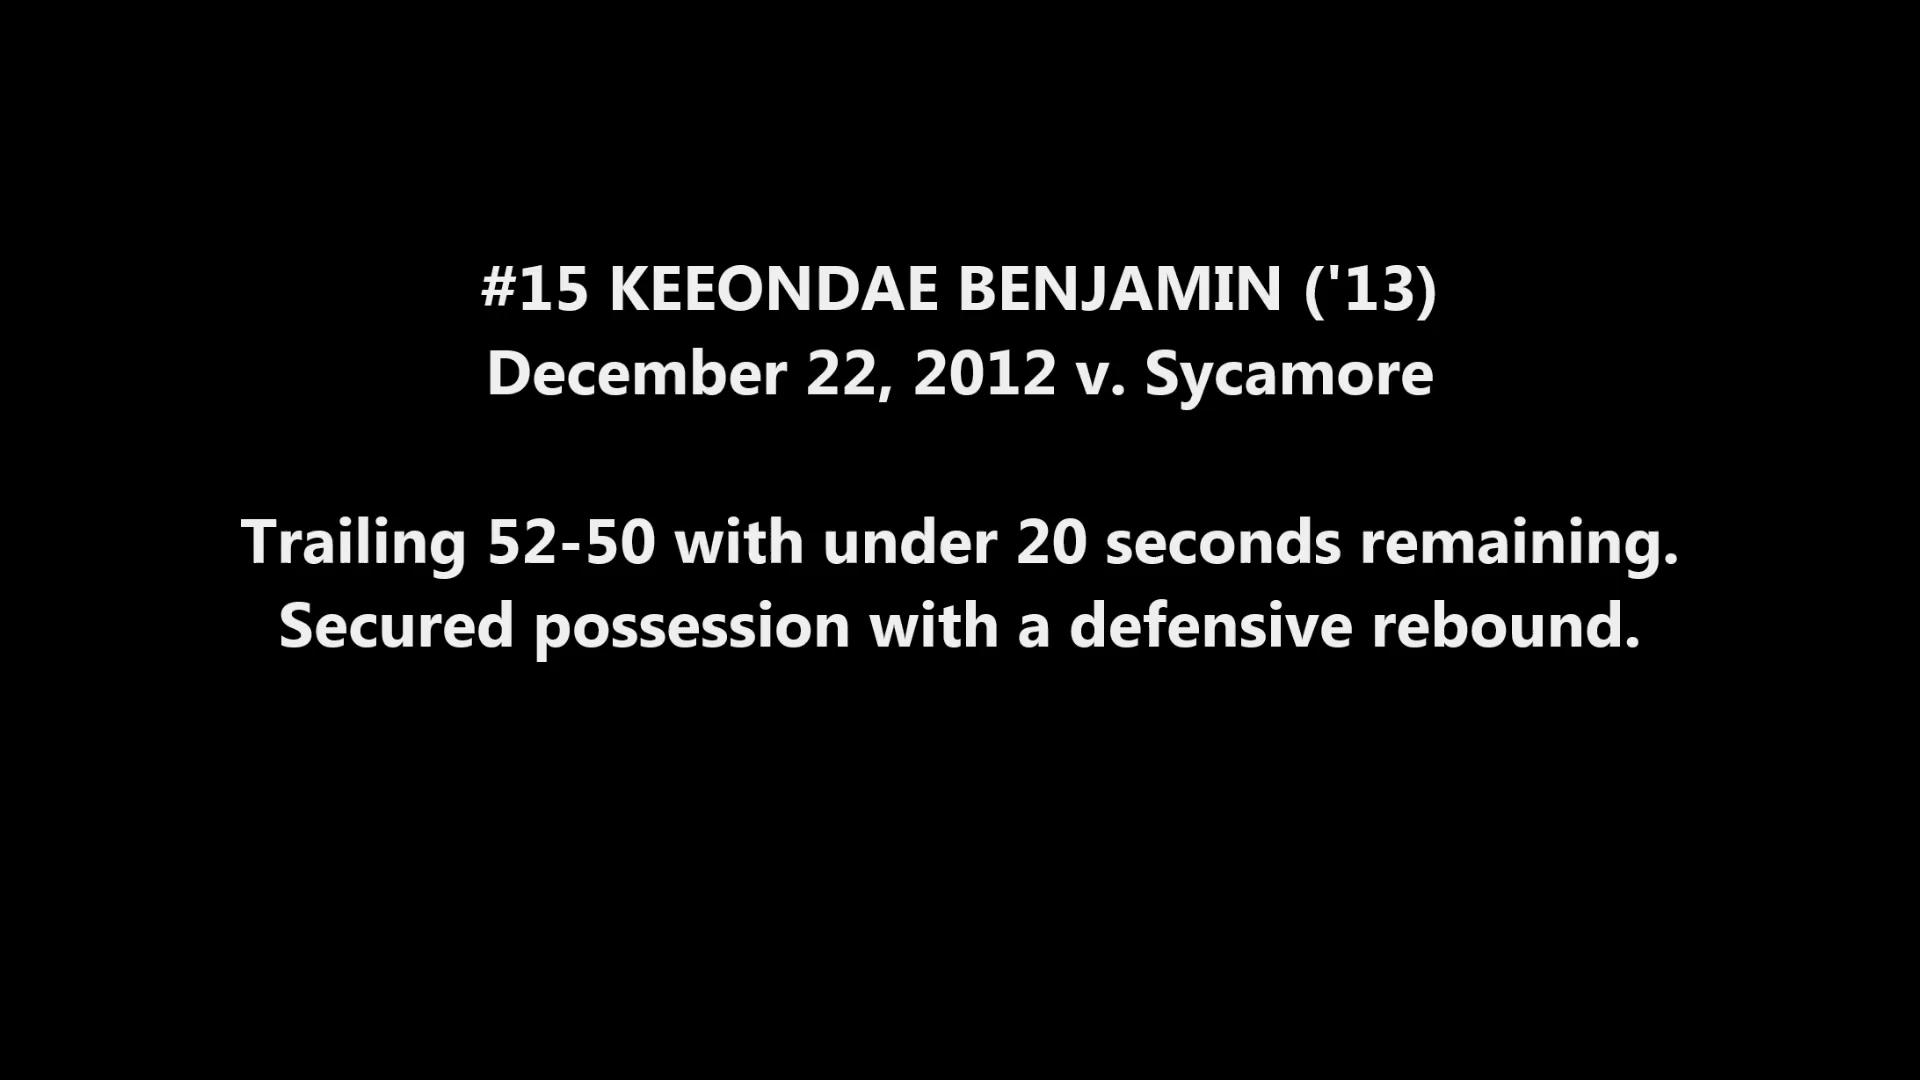 #15 KEEONDAE BENJAMIN ('13)
December 22, 2012 v. Sycamore
Trailing 52-50 with under 20 seconds remaining.
Secured possession with a defensive rebound.